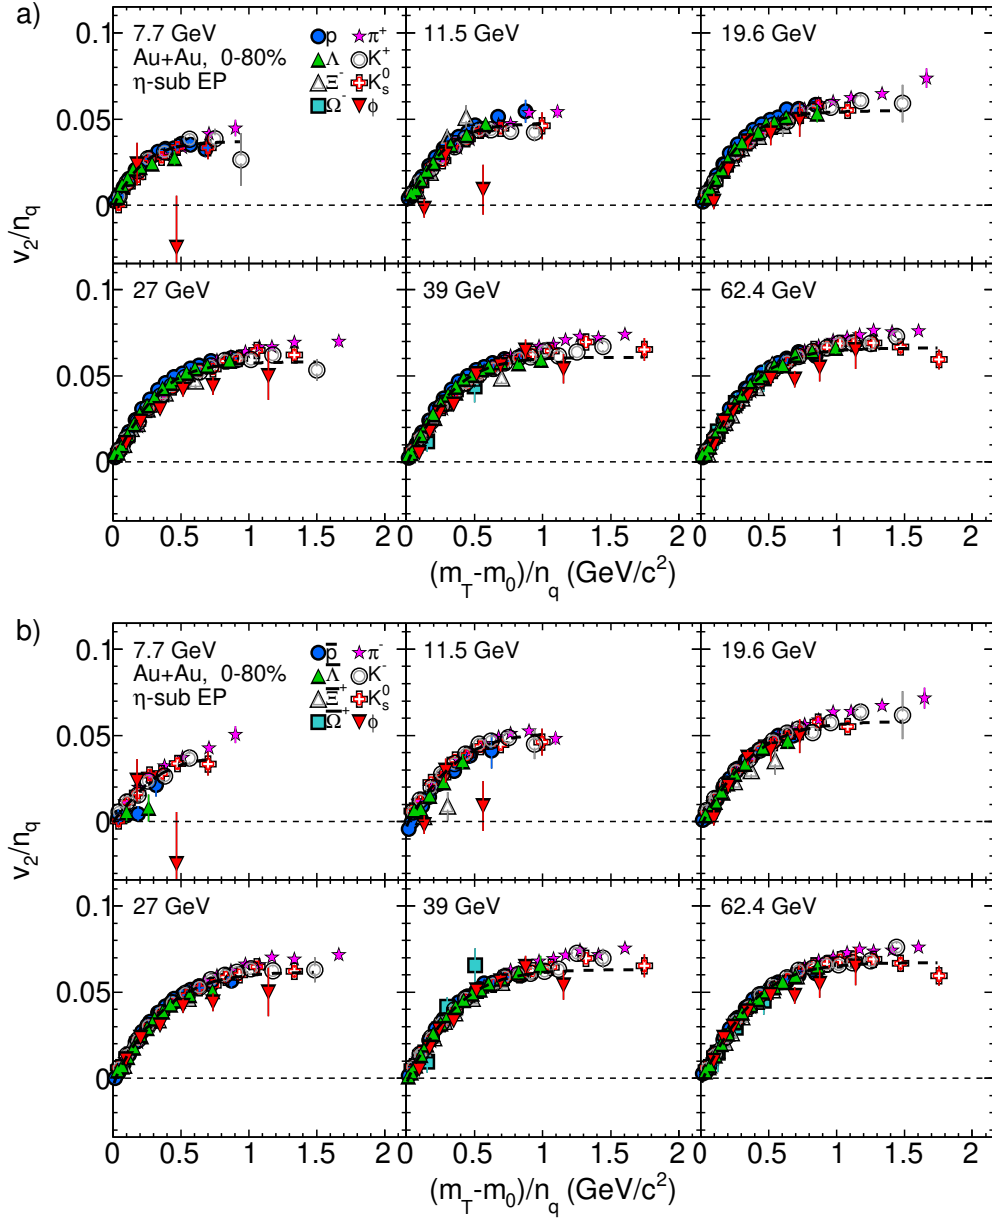 a)
7.7 GeV
Au+Au, 0-80%
η-sub EP
p π⁺
Λ K⁺
Ξ⁻ K⁰ₛ
Ω⁻ ϕ
11.5 GeV
19.6 GeV
0.1
0.05
0
v₂/n_q
27 GeV
39 GeV
62.4 GeV
0.1
0.05
0
0 0.5 1 1.5 2 0 0.5 1 1.5 2 0 0.5 1 1.5 2
(m_T-m₀)/n_q (GeV/c²)
b)
7.7 GeV
Au+Au, 0-80%
η-sub EP
p̅ π⁻
Λ̅ K⁻
Ξ̅⁺ K⁰ₛ
Ω̅⁺ ϕ
11.5 GeV
19.6 GeV
0.1
0.05
0
v₂/n_q
27 GeV
39 GeV
62.4 GeV
0.1
0.05
0
0 0.5 1 1.5 2 0 0.5 1 1.5 2 0 0.5 1 1.5 2
(m_T-m₀)/n_q (GeV/c²)